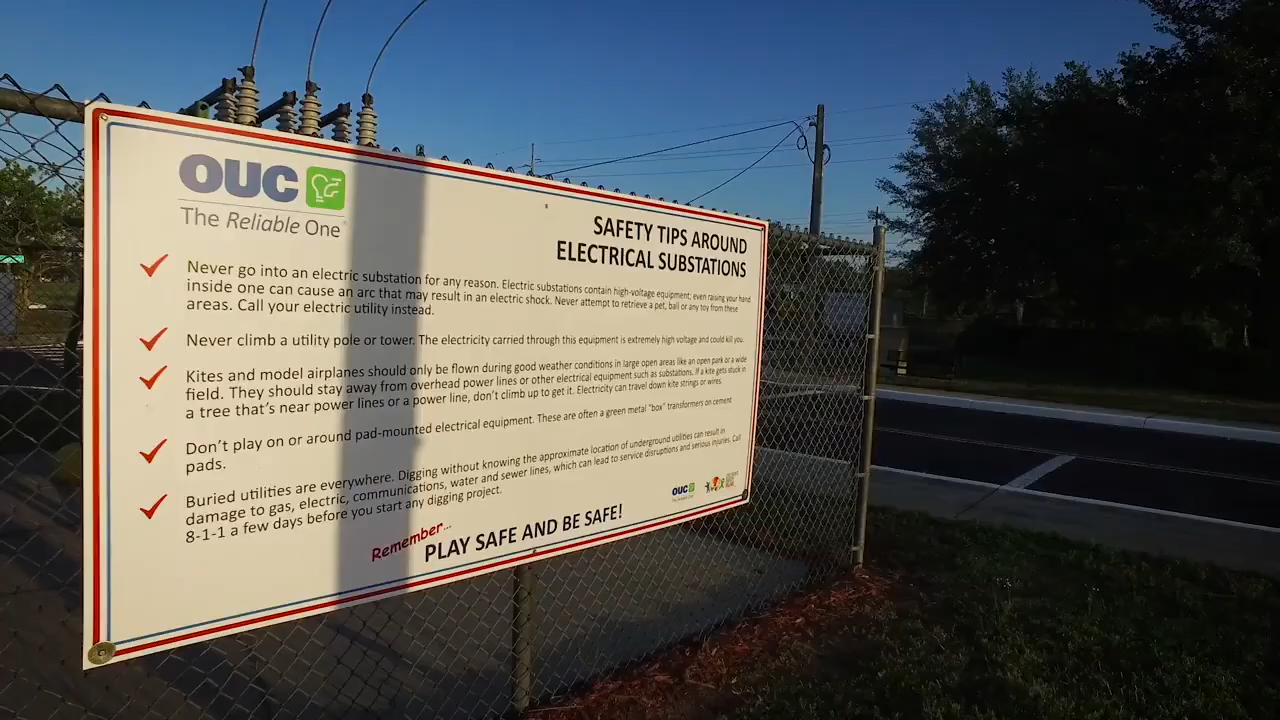 OUC
The Reliable One
SAFETY TIPS AROUND
ELECTRICAL SUBSTATIONS
Never go into an electric substation for any reason. Electric substations contain high-voltage equipment; even raising your hand
inside one can cause an arc that may result in an electric shock. Never attempt to retrieve a pet, ball or any toy from these
areas. Call your electric utility instead.
Never climb a utility pole or tower. The electricity carried through this equipment is extremely high voltage and could kill you.
Kites and model airplanes should only be flown during good weather conditions in large open areas like an open park or a wide
field. They should stay away from overhead power lines or other electrical equipment such as substations. If a kite gets stuck in
a tree that's near power lines or a power line, don't climb up to get it. Electricity can travel down kite strings or wires.
Don't play on or around pad-mounted electrical equipment. These are often a green metal "box" transformers on cement
pads.
Buried utilities are everywhere. Digging without knowing the approximate location of underground utilities can result in
damage to gas, electric, communications, water and sewer lines, which can lead to service disruptions and serious injuries. Call
8-1-1 a few days before you start any digging project.
Remember...
PLAY SAFE AND BE SAFE!
OUC